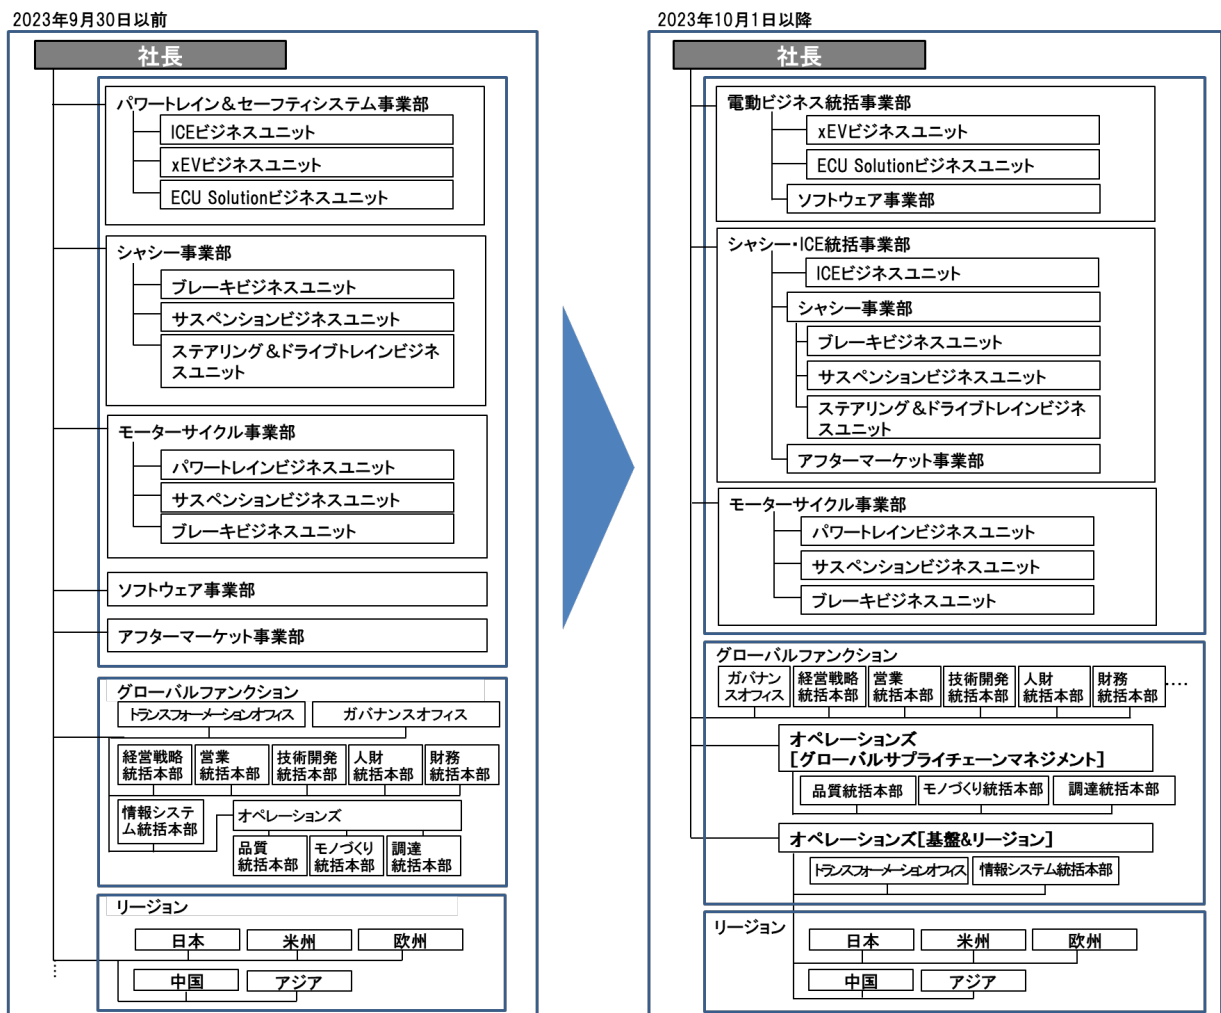 2023年9月30日以前
社長
パワートレイン＆セーフティシステム事業部
ICEビジネスユニット
xEVビジネスユニット
ECU Solutionビジネスユニット
シャシー事業部
ブレーキビジネスユニット
サスペンションビジネスユニット
ステアリング＆ドライブトレインビジネ
スユニット
モーターサイクル事業部
パワートレインビジネスユニット
サスペンションビジネスユニット
ブレーキビジネスユニット
ソフトウェア事業部
アフターマーケット事業部
グローバルファンクション
トランスフォーメーションオフィス
ガバナンスオフィス
経営戦略
統括本部
営業
統括本部
技術開発
統括本部
人財
統括本部
財務
統括本部
情報システ
ム統括本部
オペレーションズ
品質
統括本部
モノづくり
統括本部
調達
統括本部
リージョン
日本
米州
欧州
中国
アジア
…
2023年10月1日以降
社長
電動ビジネス統括事業部
xEVビジネスユニット
ECU Solutionビジネスユニット
ソフトウェア事業部
シャシー・ICE統括事業部
ICEビジネスユニット
シャシー事業部
ブレーキビジネスユニット
サスペンションビジネスユニット
ステアリング＆ドライブトレインビジネ
スユニット
アフターマーケット事業部
モーターサイクル事業部
パワートレインビジネスユニット
サスペンションビジネスユニット
ブレーキビジネスユニット
グローバルファンクション
ガバナン
スオフィス
経営戦略
統括本部
営業
統括本部
技術開発
統括本部
人財
統括本部
財務
統括本部
....
オペレーションズ
[グローバルサプライチェーンマネジメント]
品質統括本部
モノづくり統括本部
調達統括本部
オペレーションズ[基盤&リージョン]
トランスフォーメーションオフィス
情報システム統括本部
リージョン
日本
米州
欧州
中国
アジア